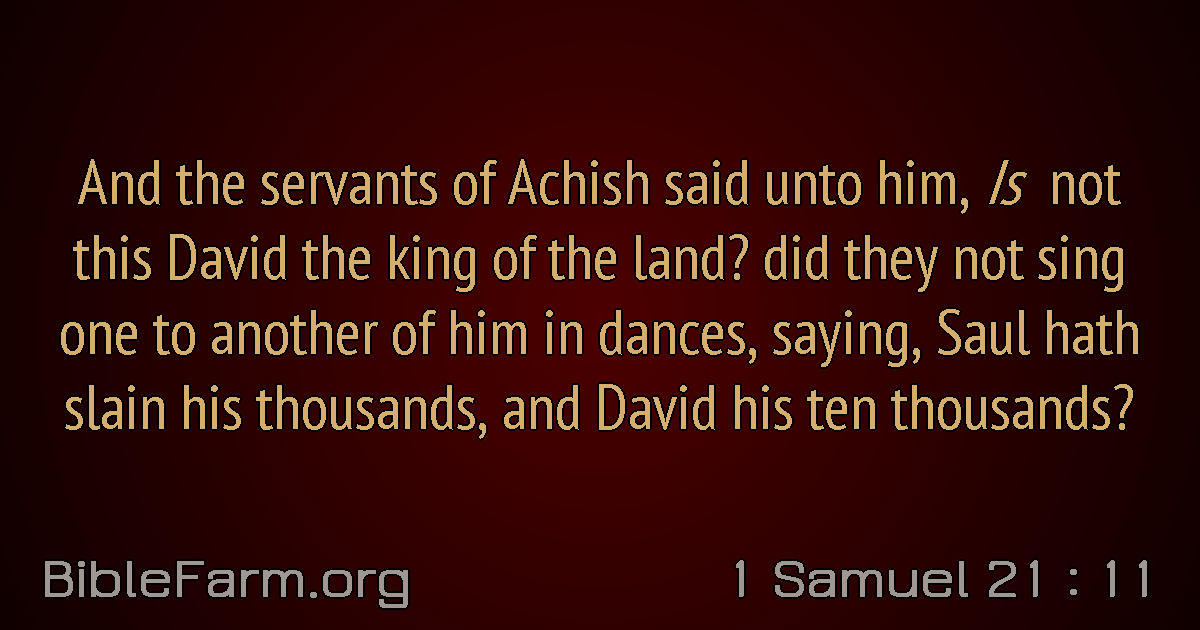 And the servants of Achish said unto him, Is not
this David the king of the land? did they not sing
one to another of him in dances, saying, Saul hath
slain his thousands, and David his ten thousands?
BibleFarm.org
1 Samuel 21 : 11